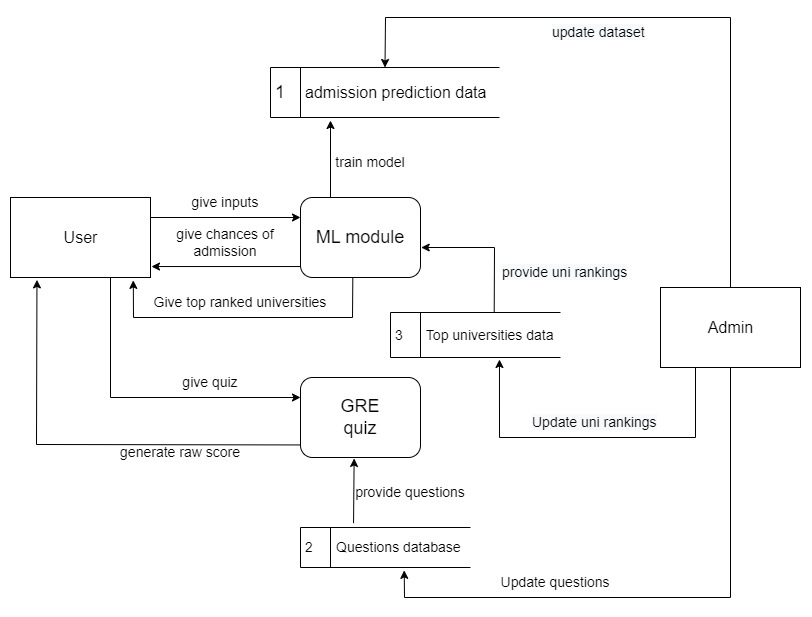 update dataset
1
admission prediction data
train model
give inputs
User
give chances of
admission
ML module
Give top ranked universities
provide uni rankings
3
Top universities data
Admin
give quiz
GRE
quiz
Update uni rankings
generate raw score
provide questions
2
Questions database
Update questions